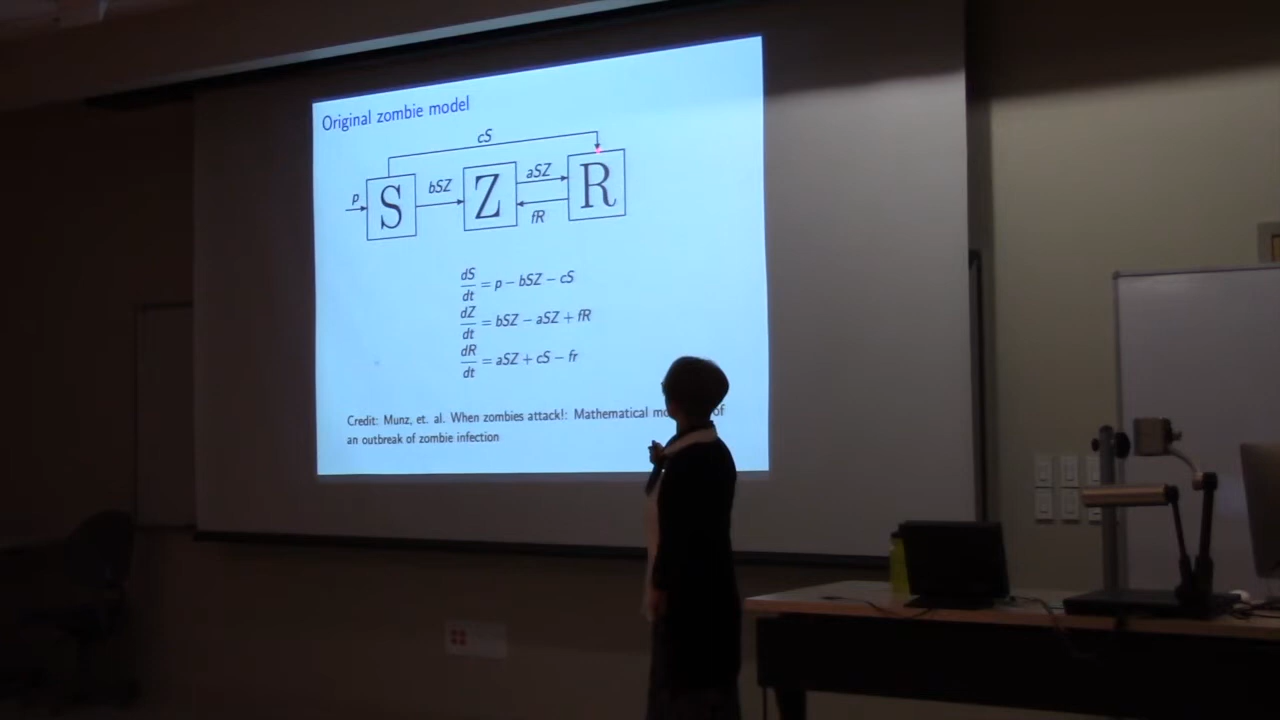 Original zombie model
cS
p
S
bSZ
Z
aSZ
fR
R
dS/dt = p − bSZ − cS
dZ/dt = bSZ − aSZ + fR
dR/dt = aSZ + cS − fr
Credit: Munz, et. al. When zombies attack!: Mathematical of
an outbreak of zombie infection